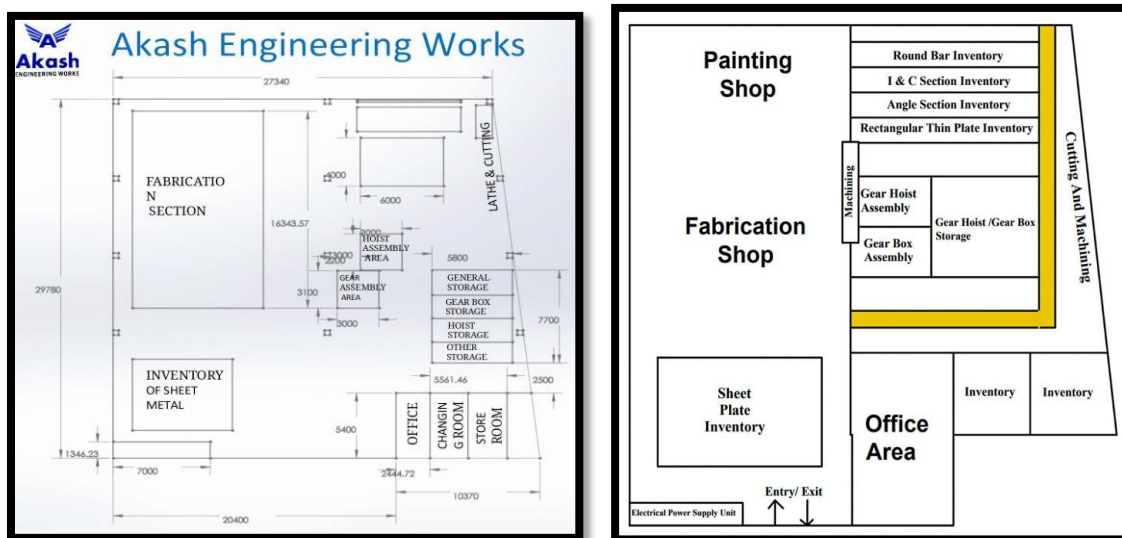 Akash
ENGINEERING WORKS
Akash Engineering Works
27340
FABRICATIO
N
SECTION
16343.57
4000
6000
LATHE & CUTTING
3000
HOIST
ASSEMBLY
AREA
3000
2200
GEAR
ASSEMBLY
AREA
3100
3000
5800
GENERAL
STORAGE
GEAR BOX
STORAGE
HOIST
STORAGE
OTHER
STORAGE
7700
29780
INVENTORY
OF SHEET
METAL
5561.46
2500
OFFICE
CHANGIN
G ROOM
STORE
ROOM
5400
1346.23
7000
2444.72
10370
20400
Painting
Shop
Round Bar Inventory
I & C Section Inventory
Angle Section Inventory
Rectangular Thin Plate Inventory
Machining
Cutting And Machining
Gear Hoist
Assembly
Gear Hoist /Gear Box
Storage
Fabrication
Shop
Gear Box
Assembly
Sheet
Plate
Inventory
Office
Area
Inventory
Inventory
Entry/ Exit
Electrical Power Supply Unit